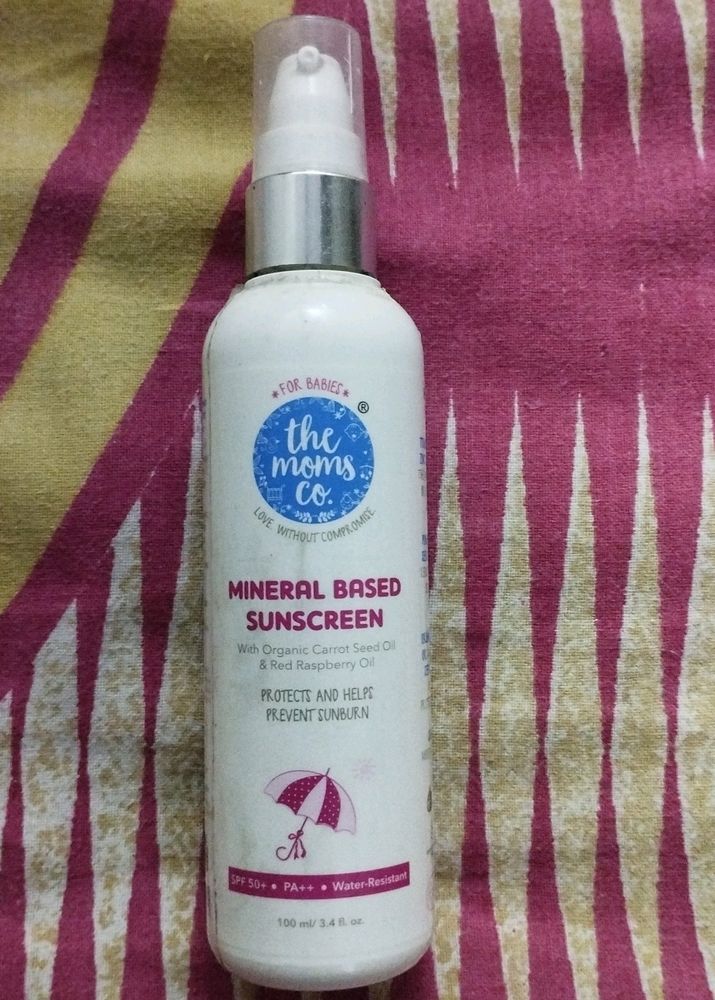 *FOR BABIES*
®
the
moms
co.
LOVE WITHOUT COMPROMISE
MINERAL BASED
SUNSCREEN
With Organic Carrot Seed Oil
& Red Raspberry Oil
PROTECTS AND HELPS
PREVENT SUNBURN
SPF 50+ • PA++ • Water-Resistant
100 ml/ 3.4 fl. oz.